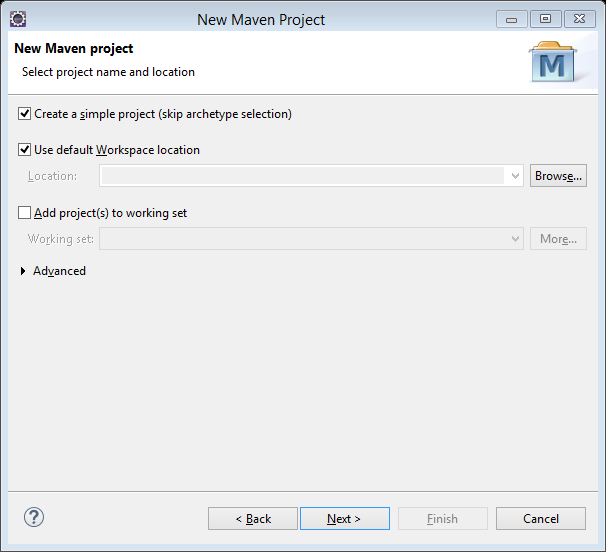 New Maven Project
New Maven project
Select project name and location
M
Create a simple project (skip archetype selection)
Use default Workspace location
Location:
Browse...
Add project(s) to working set
Working set:
More...
Advanced
?
< Back
Next >
Finish
Cancel